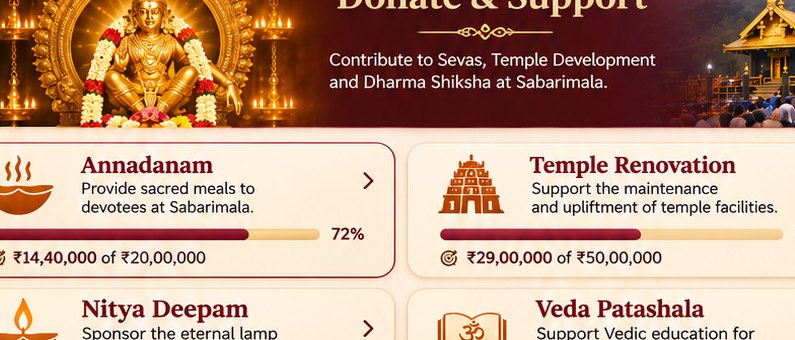 Donate & Support
Contribute to Sevas, Temple Development
and Dharma Shiksha at Sabarimala.
Annadanam
Provide sacred meals to
devotees at Sabarimala.
72%
₹14,40,000 of ₹20,00,000
Temple Renovation
Support the maintenance
and upliftment of temple facilities.
₹29,00,000 of ₹50,00,000
Nitya Deepam
Sponsor the eternal lamp
Veda Patashala
ॐ
Support Vedic education for